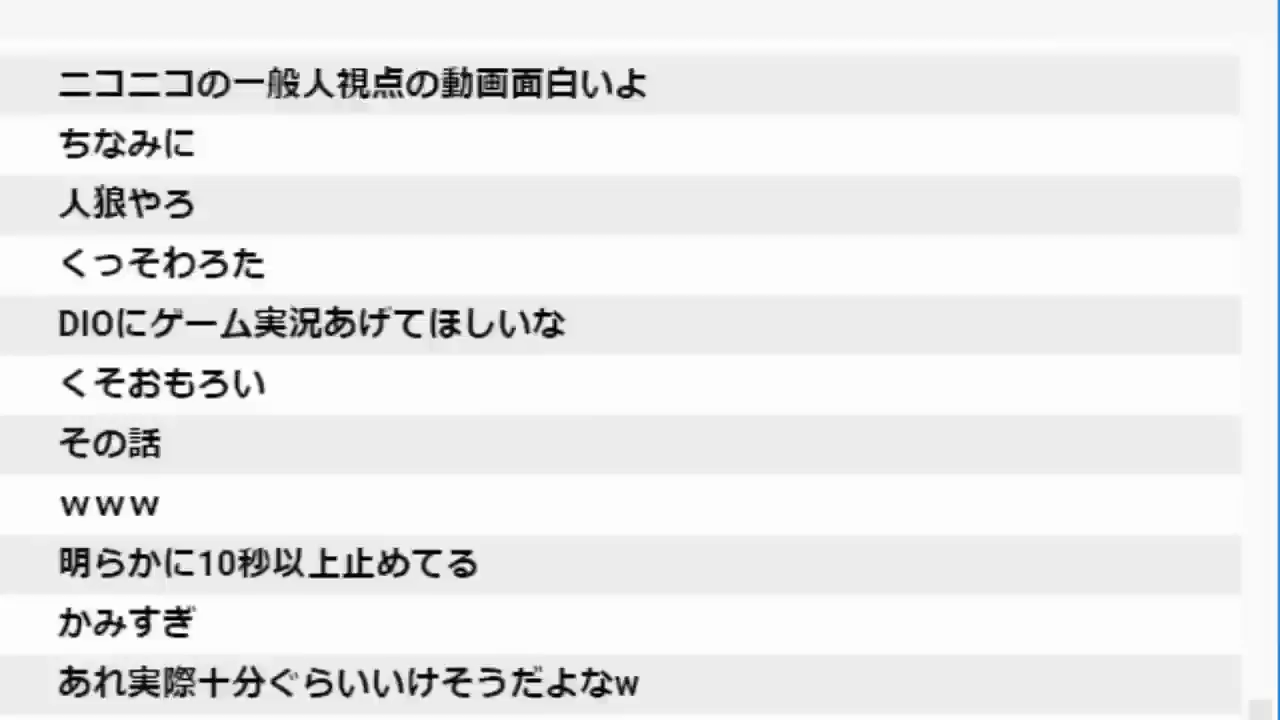 ニコニコの一般人視点の動画面白いよ
ちなみに
人狼やろ
くっそわろた
DIOにゲーム実況あげてほしいな
くそおもろい
その話
ｗｗｗ
明らかに10秒以上止めてる
かみすぎ
あれ実際十分ぐらいいけそうだよなw